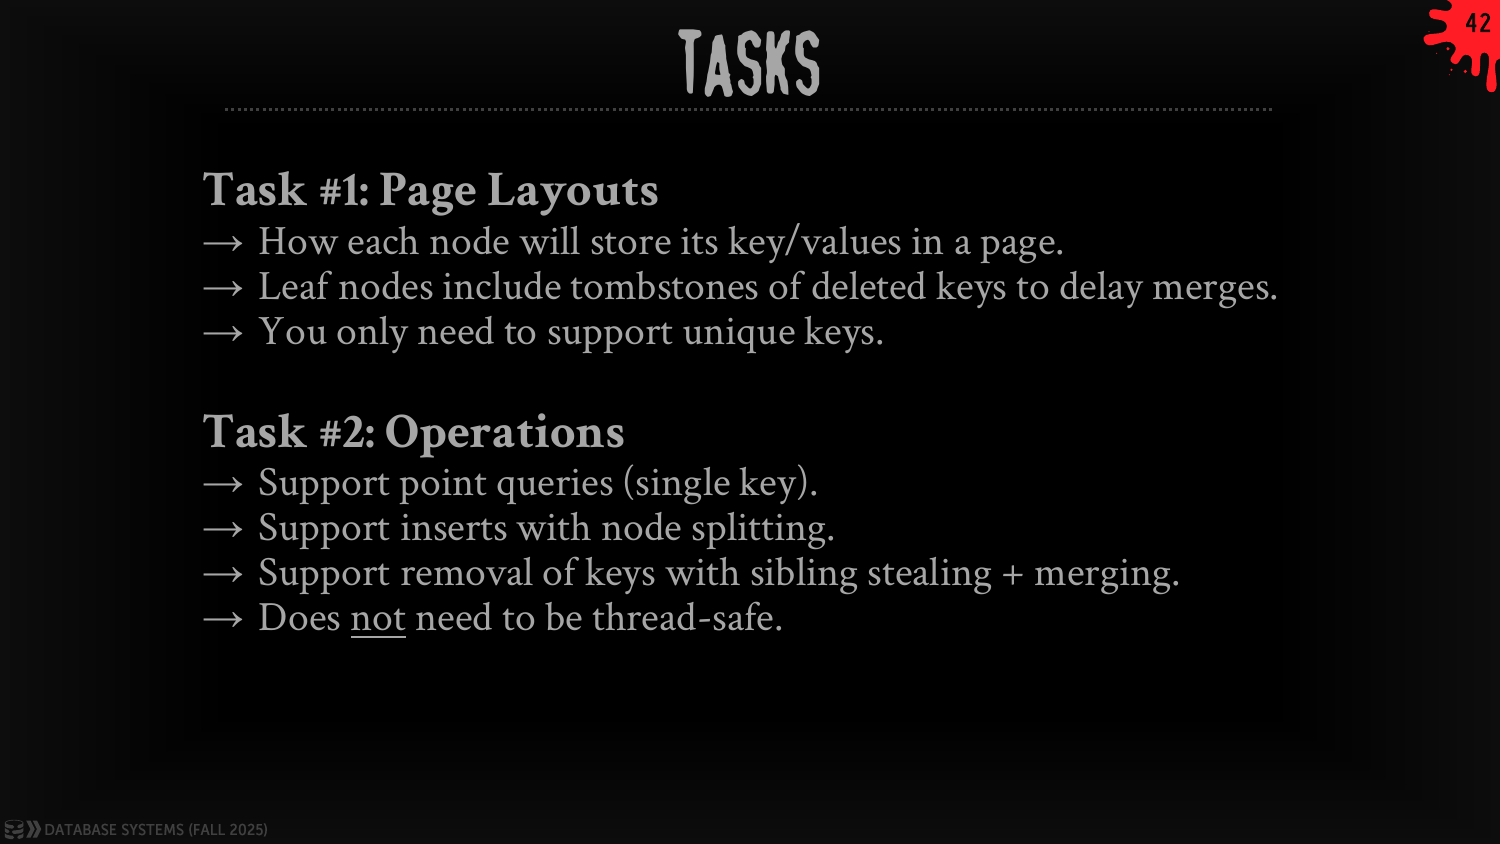 42
TASKS
Task #1: Page Layouts
→ How each node will store its key/values in a page.
→ Leaf nodes include tombstones of deleted keys to delay merges.
→ You only need to support unique keys.
Task #2: Operations
→ Support point queries (single key).
→ Support inserts with node splitting.
→ Support removal of keys with sibling stealing + merging.
→ Does not need to be thread-safe.
DATABASE SYSTEMS (FALL 2025)